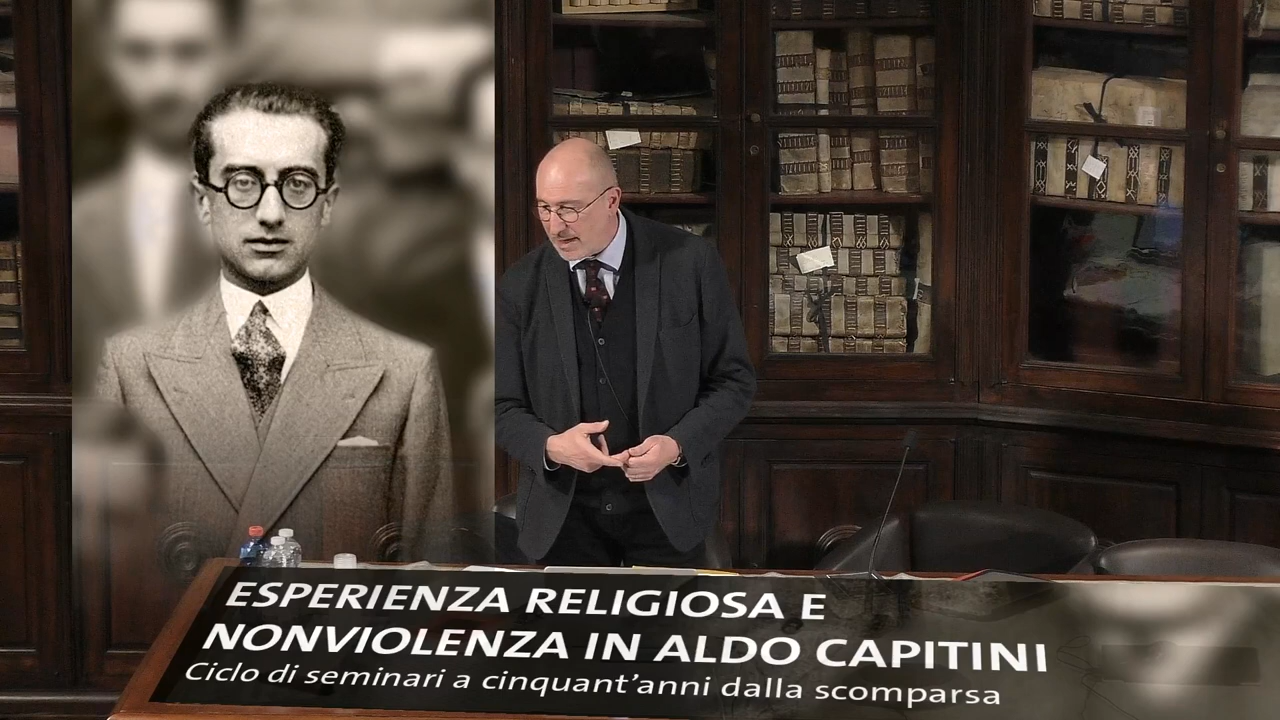 ESPERIENZA RELIGIOSA E
NONVIOLENZA IN ALDO CAPITINI
Ciclo di seminari a cinquant'anni dalla scomparsa